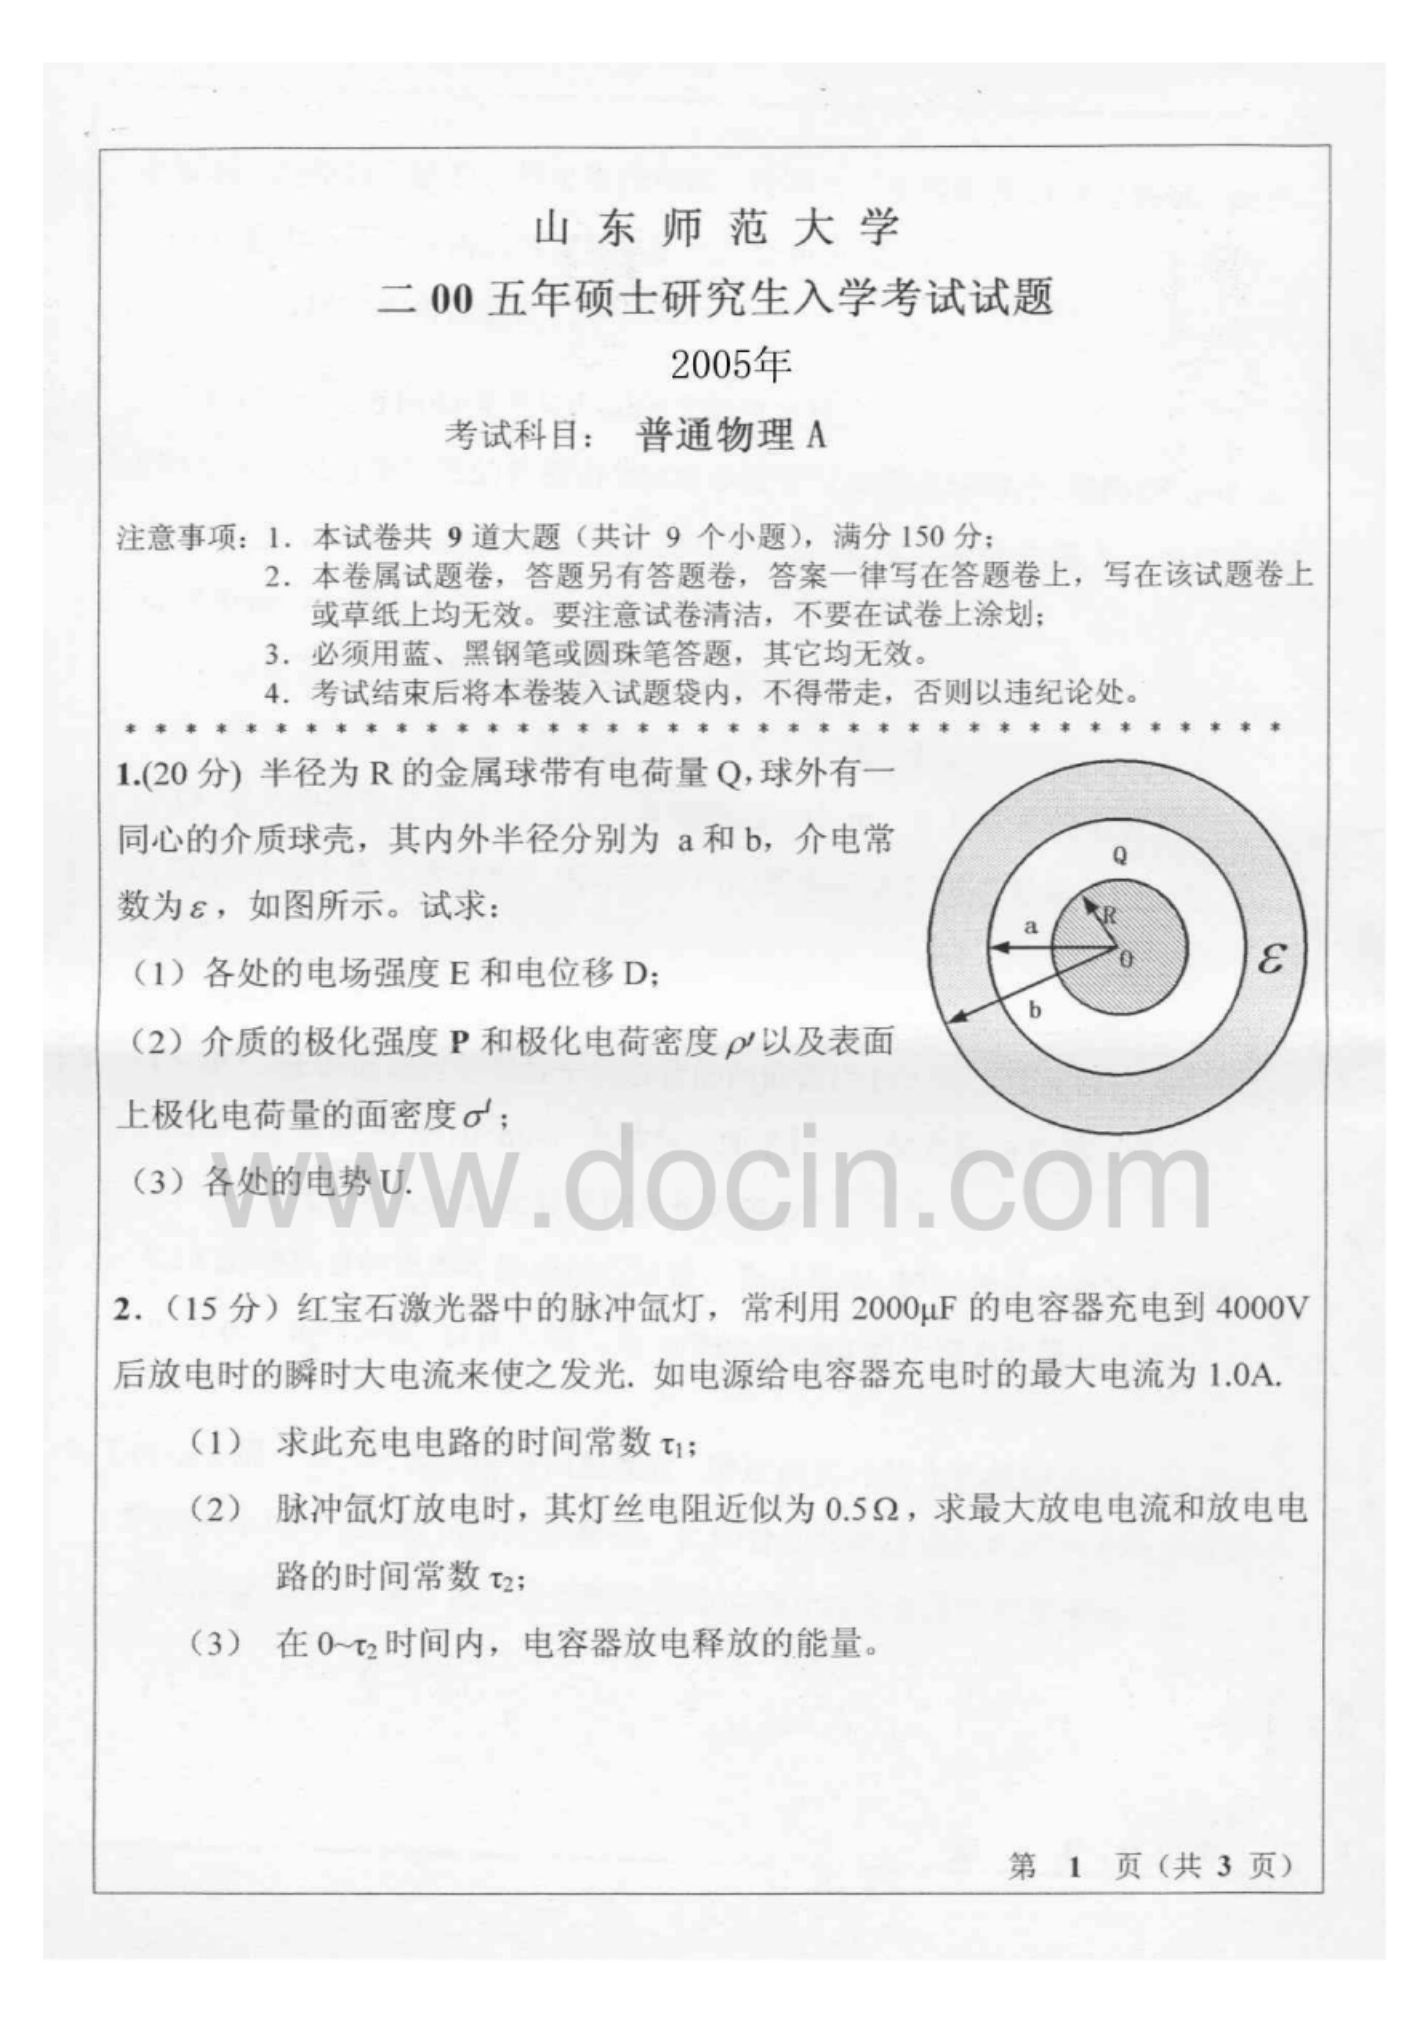 山东师范大学
二00五年硕士研究生入学考试试题
2005年
考试科目： 普通物理 A
注意事项：1. 本试卷共 9 道大题（共计 9 个小题），满分 150 分；
2. 本卷属试题卷，答题另有答题卷，答案一律写在答题卷上，写在该试题卷上
或草纸上均无效。要注意试卷清洁，不要在试卷上涂划；
3. 必须用蓝、黑钢笔或圆珠笔答题，其它均无效。
4. 考试结束后将本卷装入试题袋内，不得带走，否则以违纪论处。
* * * * * * * * * * * * * * * * * * * * * * * * * * * * * * * * * * * * * * *
1.(20 分) 半径为 R 的金属球带有电荷量 Q,球外有一
同心的介质球壳，其内外半径分别为 a 和 b，介电常
数为 ε，如图所示。试求：
（1）各处的电场强度 E 和电位移 D；
（2）介质的极化强度 P 和极化电荷密度 ρ′ 以及表面
上极化电荷量的面密度 σ′；
（3）各处的电势 U.
Q
R
a
O
b
ε
www.docin.com
2.（15 分）红宝石激光器中的脉冲氙灯，常利用 2000μF 的电容器充电到 4000V
后放电时的瞬时大电流来使之发光. 如电源给电容器充电时的最大电流为 1.0A.
（1） 求此充电电路的时间常数 τ₁；
（2） 脉冲氙灯放电时，其灯丝电阻近似为 0.5Ω，求最大放电电流和放电电
路的时间常数 τ₂；
（3） 在 0~τ₂ 时间内，电容器放电释放的能量。
第 1 页（共 3 页）